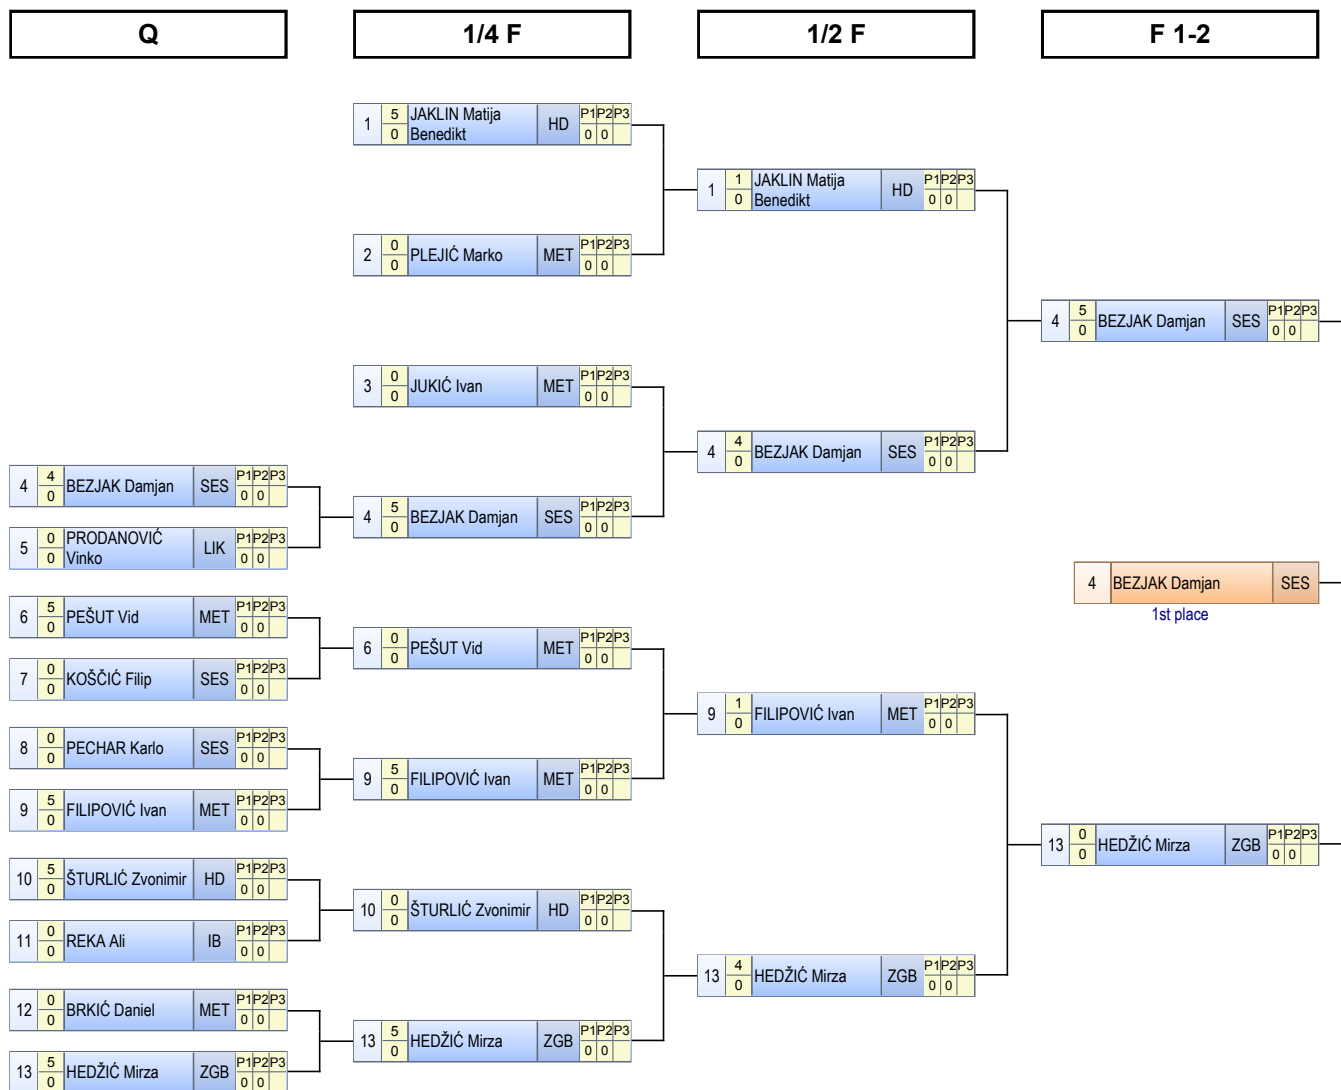 Q
1/4 F
1/2 F
F 1-2
1 5 JAKLIN Matija HD P1 P2 P3
0 Benedikt 0 0
2 0 PLEJIĆ Marko MET P1 P2 P3
0 0 0
3 0 JUKIĆ Ivan MET P1 P2 P3
0 0 0
4 4 BEZJAK Damjan SES P1 P2 P3
0 0 0
5 0 PRODANOVIĆ LIK P1 P2 P3
0 Vinko 0 0
4 5 BEZJAK Damjan SES P1 P2 P3
0 0 0
6 5 PEŠUT Vid MET P1 P2 P3
0 0 0
7 0 KOŠČIĆ Filip SES P1 P2 P3
0 0 0
6 0 PEŠUT Vid MET P1 P2 P3
0 0 0
8 0 PECHAR Karlo SES P1 P2 P3
0 0 0
9 5 FILIPOVIĆ Ivan MET P1 P2 P3
0 0 0
9 5 FILIPOVIĆ Ivan MET P1 P2 P3
0 0 0
10 5 ŠTURLIĆ Zvonimir HD P1 P2 P3
0 0 0
11 0 REKA Ali IB P1 P2 P3
0 0 0
10 0 ŠTURLIĆ Zvonimir HD P1 P2 P3
0 0 0
12 0 BRKIĆ Daniel MET P1 P2 P3
0 0 0
13 5 HEDŽIĆ Mirza ZGB P1 P2 P3
0 0 0
13 5 HEDŽIĆ Mirza ZGB P1 P2 P3
0 0 0
1 1 JAKLIN Matija HD P1 P2 P3
0 Benedikt 0 0
4 4 BEZJAK Damjan SES P1 P2 P3
0 0 0
9 1 FILIPOVIĆ Ivan MET P1 P2 P3
0 0 0
13 4 HEDŽIĆ Mirza ZGB P1 P2 P3
0 0 0
4 5 BEZJAK Damjan SES P1 P2 P3
0 0 0
4 BEZJAK Damjan SES
1st place
13 0 HEDŽIĆ Mirza ZGB P1 P2 P3
0 0 0